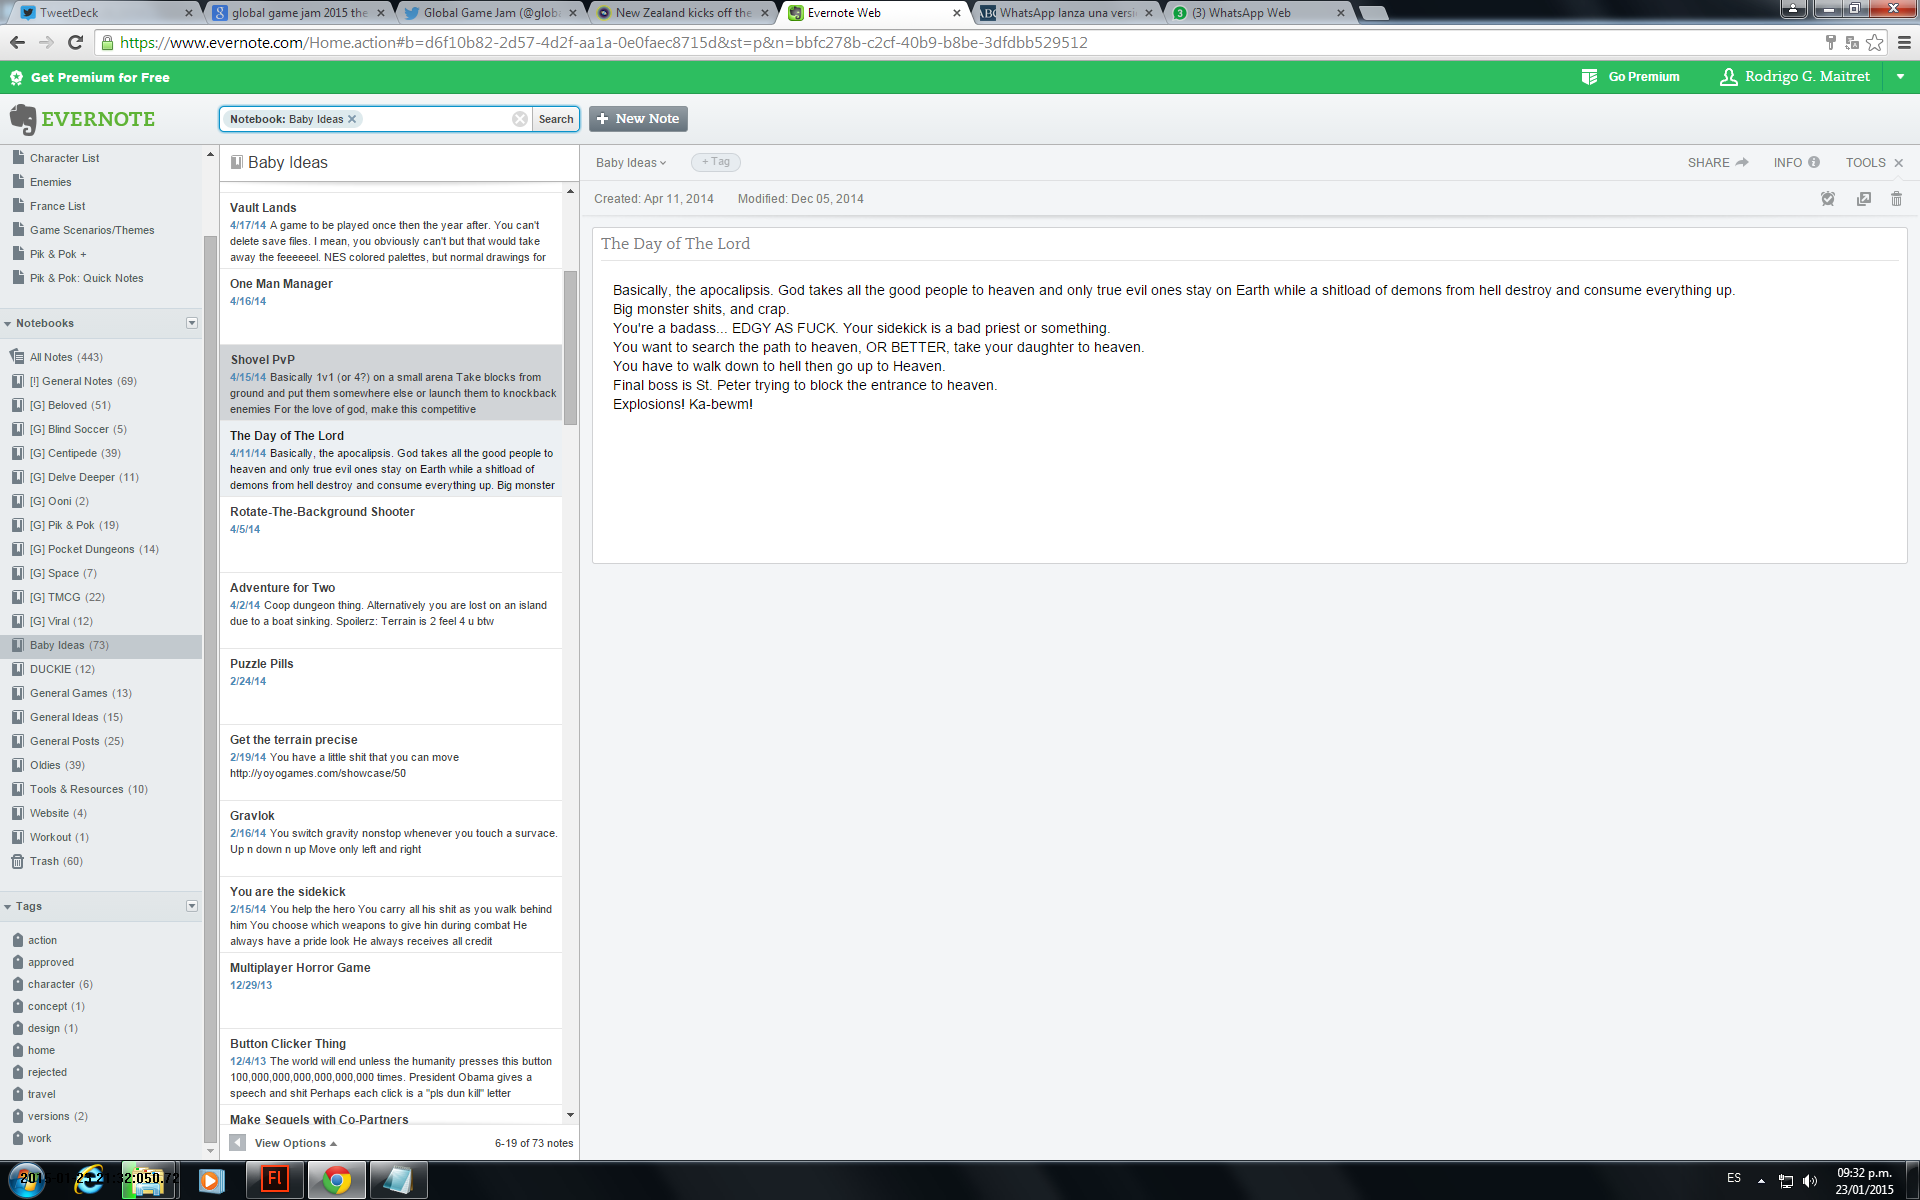 TweetDeck
global game jam 2015 the
Global Game Jam (@globa
New Zealand kicks off the
Evernote Web
WhatsApp lanza una versi
(3) WhatsApp Web
https://www.evernote.com/Home.action#b=d6f10b82-2d57-4d2f-aa1a-0e0faec8715d&st=p&n=bbfc278b-c2cf-40b9-b8be-3dfdbb529512
Get Premium for Free
Go Premium
Rodrigo G. Maitret
EVERNOTE
Notebook: Baby Ideas
Search
+ New Note
Character List
Enemies
France List
Game Scenarios/Themes
Pik & Pok +
Pik & Pok: Quick Notes
Notebooks
All Notes (443)
[!] General Notes (69)
[G] Beloved (51)
[G] Blind Soccer (5)
[G] Centipede (39)
[G] Delve Deeper (11)
[G] Ooni (2)
[G] Pik & Pok (19)
[G] Pocket Dungeons (14)
[G] Space (7)
[G] TMCG (22)
[G] Viral (12)
Baby Ideas (73)
DUCKIE (12)
General Games (13)
General Ideas (15)
General Posts (25)
Oldies (39)
Tools & Resources (10)
Website (4)
Workout (1)
Trash (60)
Tags
action
approved
character (6)
concept (1)
design (1)
home
rejected
travel
versions (2)
work
Baby Ideas
Vault Lands
4/17/14 A game to be played once then the year after. You can't
delete save files. I mean, you obviously can't but that would take
away the feeeeeel. NES colored palettes, but normal drawings for
One Man Manager
4/16/14
Shovel PvP
4/15/14 Basically 1v1 (or 4?) on a small arena Take blocks from
ground and put them somewhere else or launch them to knockback
enemies For the love of god, make this competitive
The Day of The Lord
4/11/14 Basically, the apocalipsis. God takes all the good people to
heaven and only true evil ones stay on Earth while a shitload of
demons from hell destroy and consume everything up. Big monster
Rotate-The-Background Shooter
4/5/14
Adventure for Two
4/2/14 Coop dungeon thing. Alternatively you are lost on an island
due to a boat sinking. Spoilerz: Terrain is 2 feel 4 u btw
Puzzle Pills
2/24/14
Get the terrain precise
2/19/14 You have a little shit that you can move
http://yoyogames.com/showcase/50
Gravlok
2/16/14 You switch gravity nonstop whenever you touch a survace.
Up n down n up Move only left and right
You are the sidekick
2/15/14 You help the hero You carry all his shit as you walk behind
him You choose which weapons to give hin during combat He
always have a pride look He always receives all credit
Multiplayer Horror Game
12/29/13
Button Clicker Thing
12/4/13 The world will end unless the humanity presses this button
100,000,000,000,000,000,000 times. President Obama gives a
speech and shit Perhaps each click is a "pls dun kill" letter
Make Sequels with Co-Partners
View Options
6-19 of 73 notes
Baby Ideas
+ Tag
SHARE
INFO
TOOLS
Created: Apr 11, 2014
Modified: Dec 05, 2014
The Day of The Lord
Basically, the apocalipsis. God takes all the good people to heaven and only true evil ones stay on Earth while a shitload of demons from hell destroy and consume everything up.
Big monster shits, and crap.
You're a badass... EDGY AS FUCK. Your sidekick is a bad priest or something.
You want to search the path to heaven, OR BETTER, take your daughter to heaven.
You have to walk down to hell then go up to Heaven.
Final boss is St. Peter trying to block the entrance to heaven.
Explosions! Ka-bewm!
Fl
ES
09:32 p.m.
23/01/2015